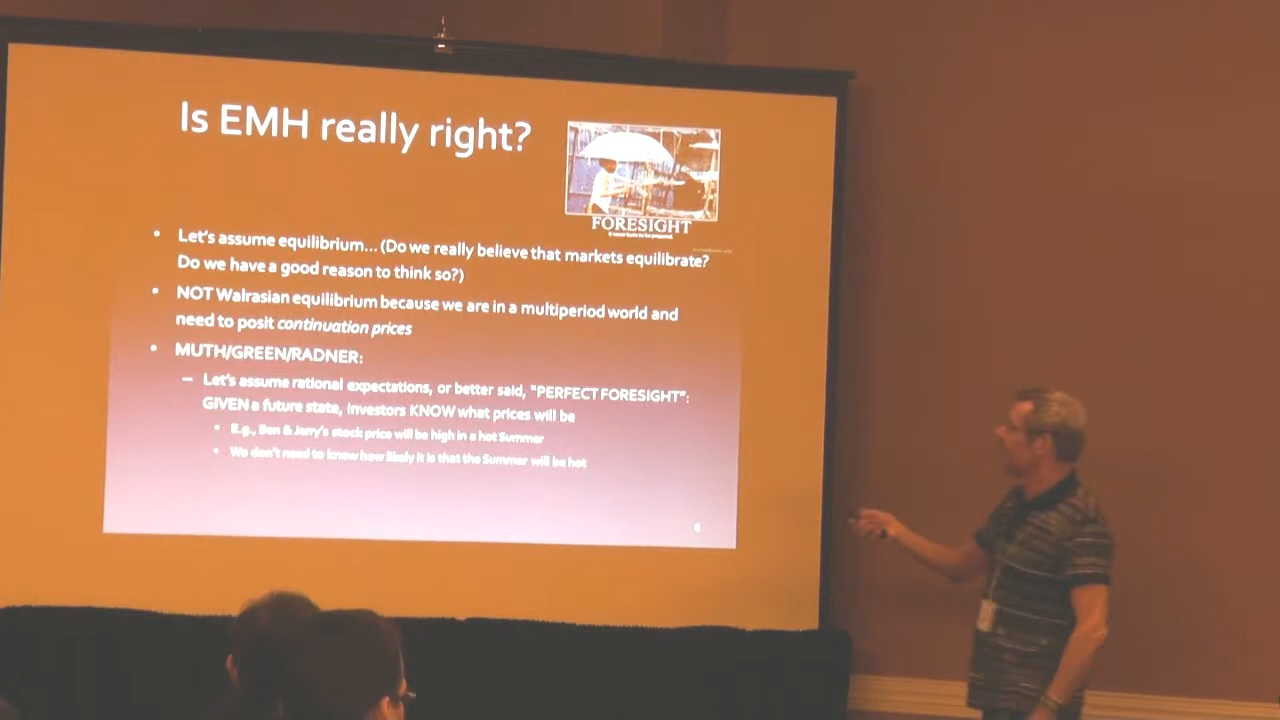 Is EMH really right?
FORESIGHT
• Let's assume equilibrium... (Do we really believe that markets equilibrate?
Do we have a good reason to think so?)
• NOT Walrasian equilibrium because we are in a multiperiod world and
need to posit continuation prices
• MUTH/GREEN/RADNER:
– Let's assume rational expectations, or better said, "PERFECT FORESIGHT":
GIVEN a future state, investors KNOW what prices will be
• E.g., Ben & Jerry's stock price will be high in a hot Summer
• We don't need to know how likely it is that the Summer will be hot
6